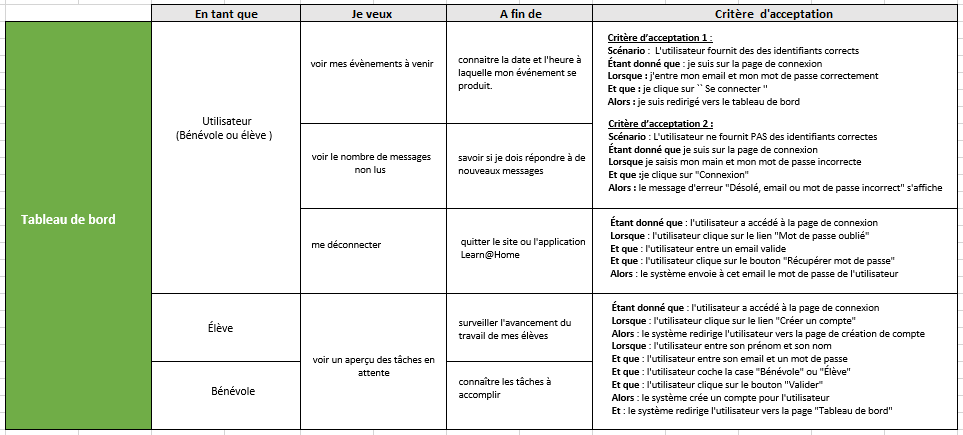 En tant que
Je veux
A fin de
Critère d'acceptation
Tableau de bord
Utilisateur
(Bénévole ou élève )
voir mes évènements à venir
connaitre la date et l'heure à
laquelle mon événement se
produit.
Critère d'acceptation 1 :
Scénario : L'utilisateur fournit des des identifiants corrects
Étant donné que : je suis sur la page de connexion
Lorsque : j'entre mon email et mon mot de passe correctement
Et que : je clique sur `` Se connecter ''
Alors : je suis redirigé vers le tableau de bord
voir le nombre de messages
non lus
savoir si je dois répondre à de
nouveaux messages
Critère d'acceptation 2 :
Scénario : L'utilisateur ne fournit PAS des identifiants correctes
Étant donné que je suis sur la page de connexion
Lorsque je saisis mon main et mon mot de passe incorrecte
Et que :je clique sur "Connexion"
Alors : le message d'erreur "Désolé, email ou mot de passe incorrect" s'affiche
me déconnecter
quitter le site ou l'application
Learn@Home
Étant donné que : l'utilisateur a accédé à la page de connexion
Lorsque : l'utilisateur clique sur le lien "Mot de passe oublié"
Et que : l'utilisateur entre un email valide
Et que : l'utilisateur clique sur le bouton "Récupérer mot de passe"
Alors : le système envoie à cet email le mot de passe de l'utilisateur
Élève
voir un aperçu des tâches en
attente
surveiller l'avancement du
travail de mes élèves
Bénévole
connaître les tâches à
accomplir
Étant donné que : l'utilisateur a accédé à la page de connexion
Lorsque : l'utilisateur clique sur le lien "Créer un compte"
Alors : le système redirige l'utilisateur vers la page de création de compte
Lorsque : l'utilisateur entre son prénom et son nom
Et que : l'utilisateur entre son email et un mot de passe
Et que : l'utilisateur coche la case "Bénévole" ou "Élève"
Et que : l'utilisateur clique sur le bouton "Valider"
Alors : le système crée un compte pour l'utilisateur
Et : le système redirige l'utilisateur vers la page "Tableau de bord"